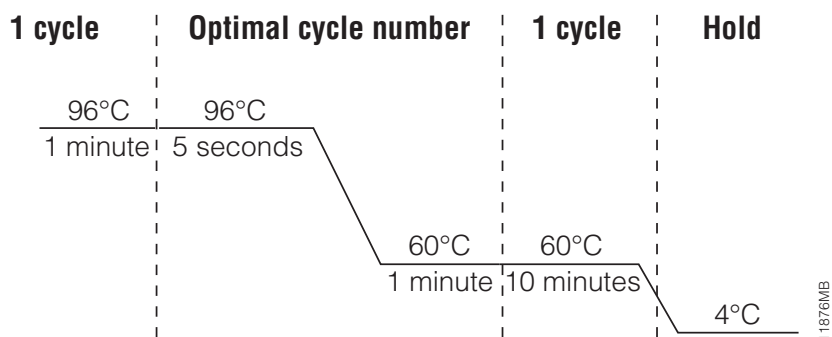 1 cycle
Optimal cycle number
1 cycle
Hold
96°C
1 minute
96°C
5 seconds
60°C
1 minute
60°C
10 minutes
4°C
11876MB